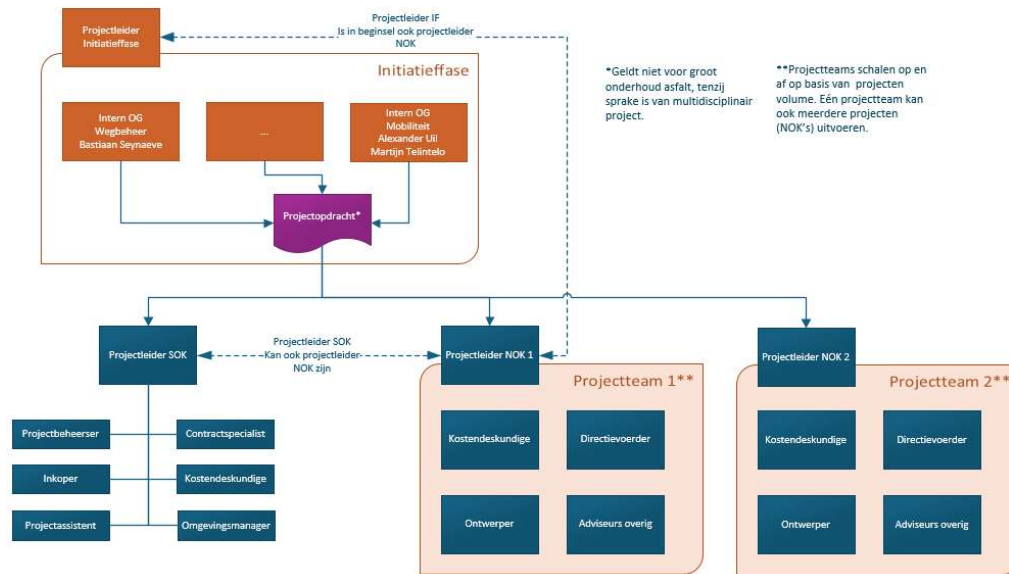 Projectleider
Initiatieffase
Projectleider IF
Is in beginsel ook projectleider
NOK
Initiatieffase
*Geldt niet voor groot
onderhoud asfalt, tenzij
sprake is van multidisciplinair
project.
**Projectteams schalen op en
af op basis van projecten
volume. Eén projectteam kan
ook meerdere projecten
(NOK's) uitvoeren.
Intern OG
Wegbeheer
Bastiaan Seynaeve
...
Intern OG
Mobiliteit
Alexander Uil
Martijn Telintelo
Projectopdracht*
Projectleider SOK
Projectleider SOK
Kan ook projectleider
NOK zijn
Projectleider NOK 1
Projectleider NOK 2
Projectteam 1**
Projectteam 2**
Projectbeheerser
Contractspecialist
Inkoper
Kostendeskundige
Projectassistent
Omgevingsmanager
Kostendeskundige
Directievoerder
Ontwerper
Adviseurs overig
Kostendeskundige
Directievoerder
Ontwerper
Adviseurs overig